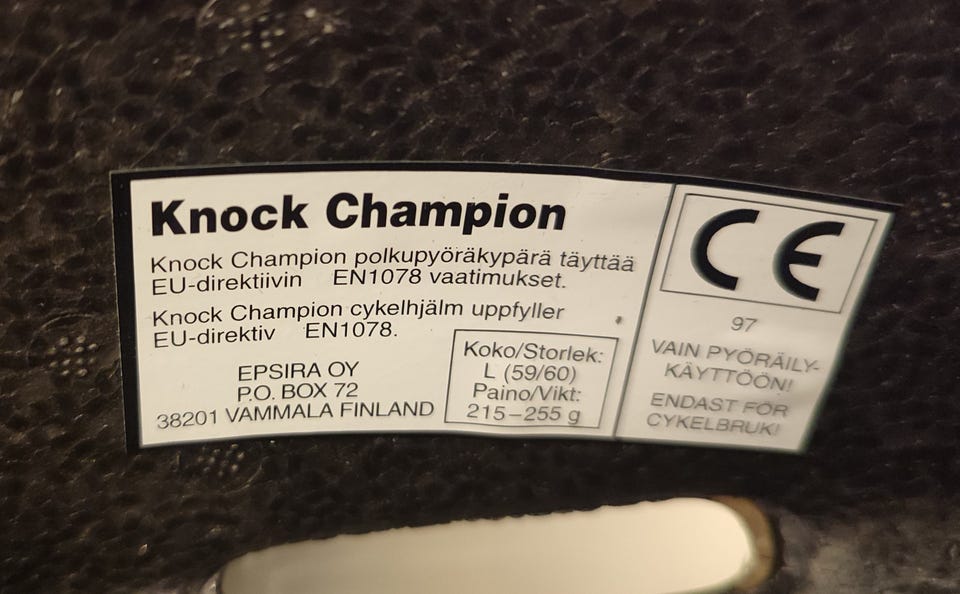 Knock Champion
Knock Champion polkupyöräkypärä täyttää
EU-direktiivin EN1078 vaatimukset.
Knock Champion cykelhjälm uppfyller
EU-direktiv EN1078.
EPSIRA OY
P.O. BOX 72
38201 VAMMALA FINLAND
Koko/Storlek:
L (59/60)
Paino/Vikt:
215–255 g
CE
97
VAIN PYÖRÄILY-
KÄYTTÖÖN!
ENDAST FÖR
CYKELBRUK!